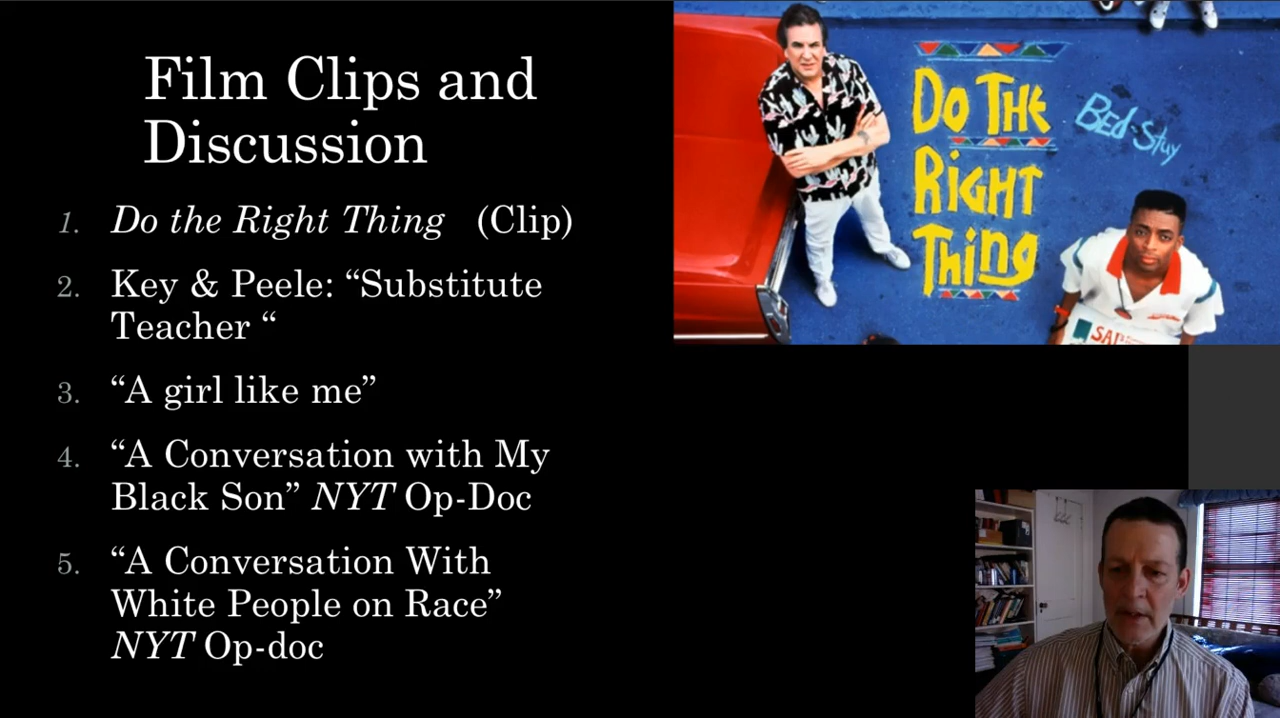 Film Clips and
Discussion
1. Do the Right Thing (Clip)
2. Key & Peele: “Substitute
Teacher “
3. “A girl like me”
4. “A Conversation with My
Black Son” NYT Op-Doc
5. “A Conversation With
White People on Race”
NYT Op-doc
Do The
Right
Thing
Bed-Stuy